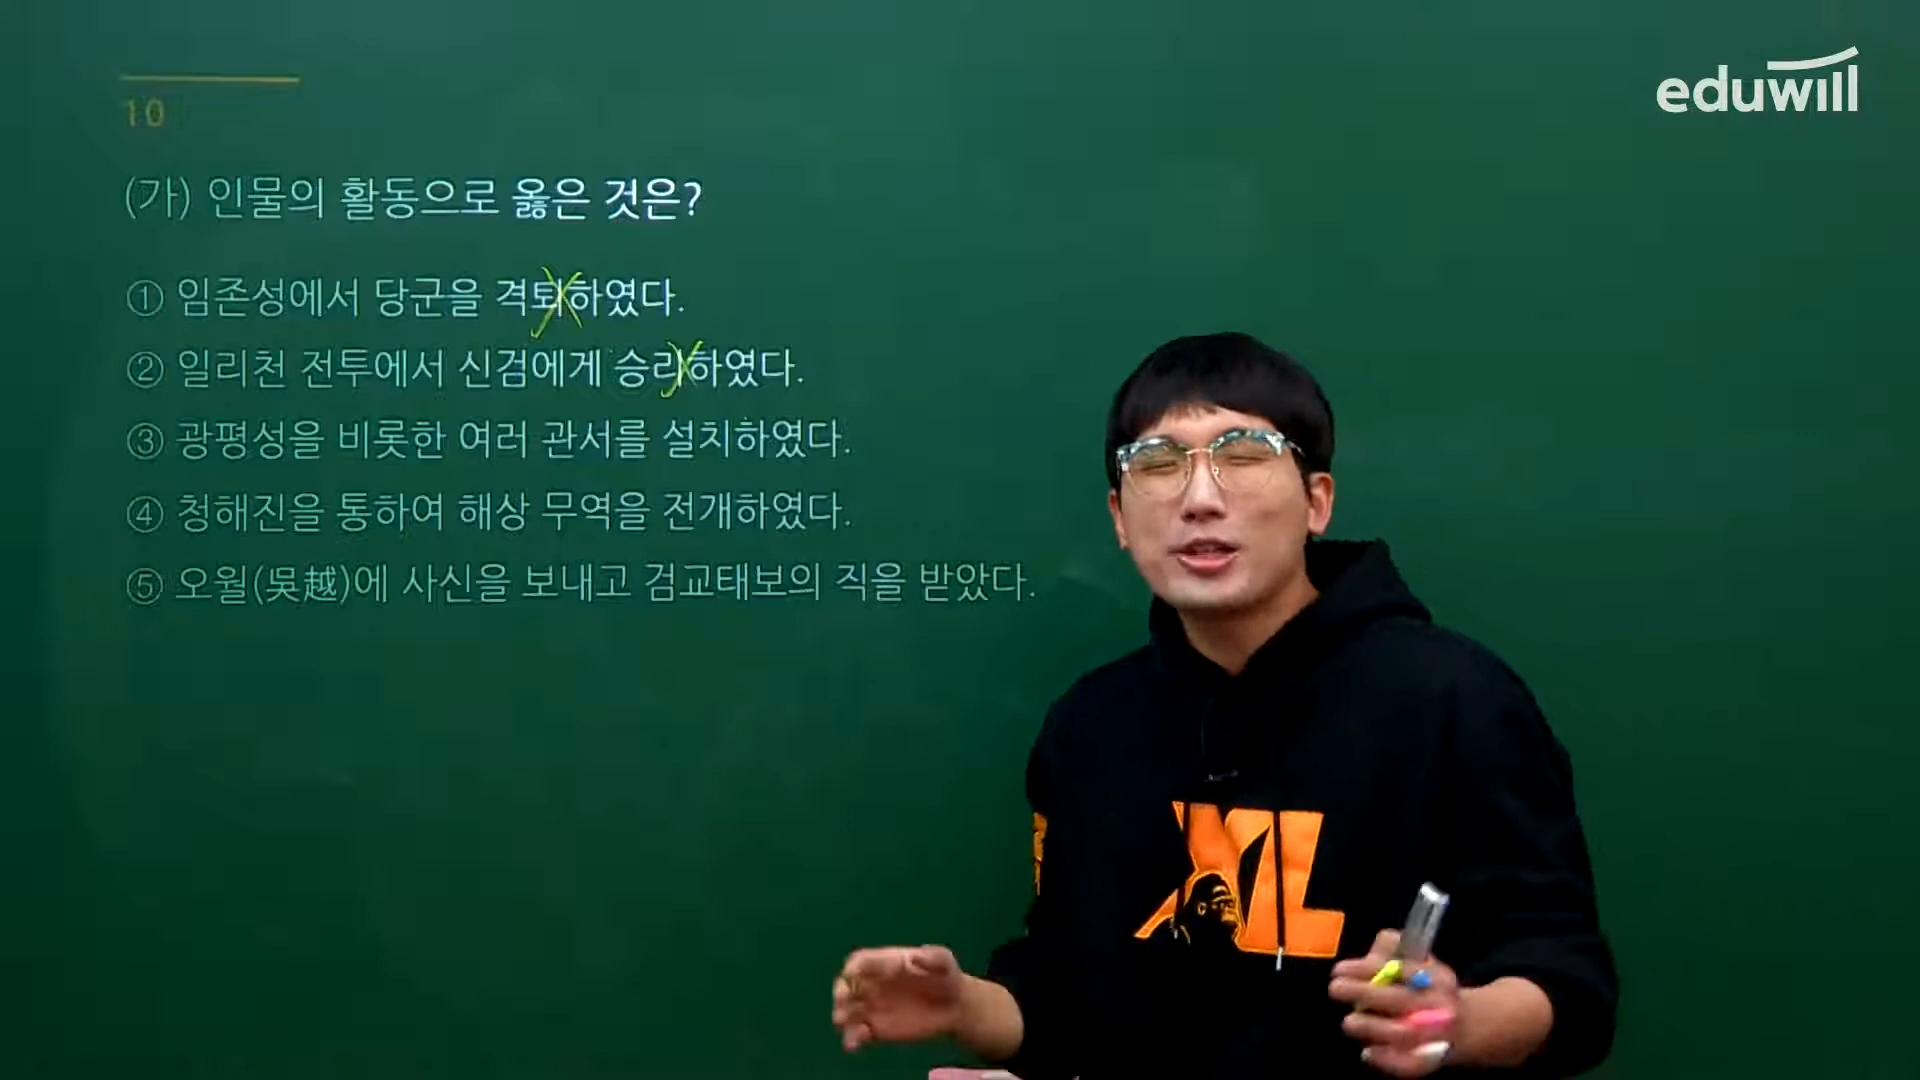 eduwill
10
(가) 인물의 활동으로 옳은 것은?
① 임존성에서 당군을 격퇴하였다.
② 일리천 전투에서 신검에게 승리하였다.
③ 광평성을 비롯한 여러 관서를 설치하였다.
④ 청해진을 통하여 해상 무역을 전개하였다.
⑤ 오월(吳越)에 사신을 보내고 검교태보의 직을 받았다.
XL